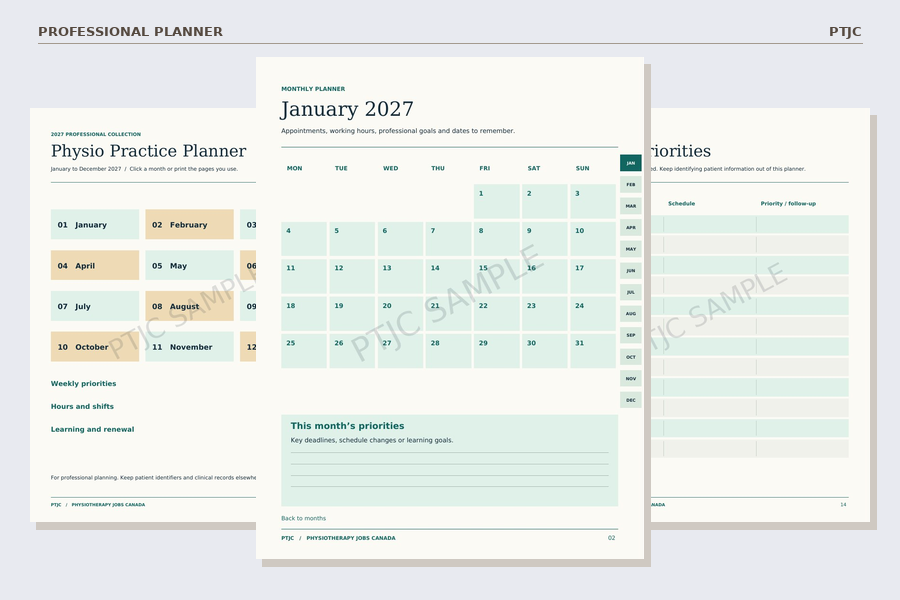 PROFESSIONAL PLANNER
PTJC
2027 PROFESSIONAL COLLECTION
Physio Practice Planner
January to December 2027 / Click a month or print the pages you use.
01 January
02 February
03
04 April
05 May
06
07 July
08 August
09
10 October
11 November
12
Weekly priorities
Hours and shifts
Learning and renewal
For professional planning. Keep patient identifiers and clinical records
PTJC / PHYSIOTHERAPY JOBS CANADA
PTJC SAMPLE
MONTHLY PLANNER
January 2027
Appointments, working hours, professional goals and dates to remember.
MON TUE WED THU FRI SAT SUN
1 2 3
4 5 6 7 8 9 10
11 12 13 14 15 16 17
18 19 20 21 22 23 24
25 26 27 28 29 30 31
PTJC SAMPLE
JAN
FEB
MAR
APR
MAY
JUN
JUL
AUG
SEP
OCT
NOV
DEC
This month’s priorities
Key deadlines, schedule changes or learning goals.
Back to months
PTJC / PHYSIOTHERAPY JOBS CANADA
02
riorities
ed. Keep identifying patient information out of this planner.
Schedule
Priority / follow-up
PTJC SAMPLE
NADA
14